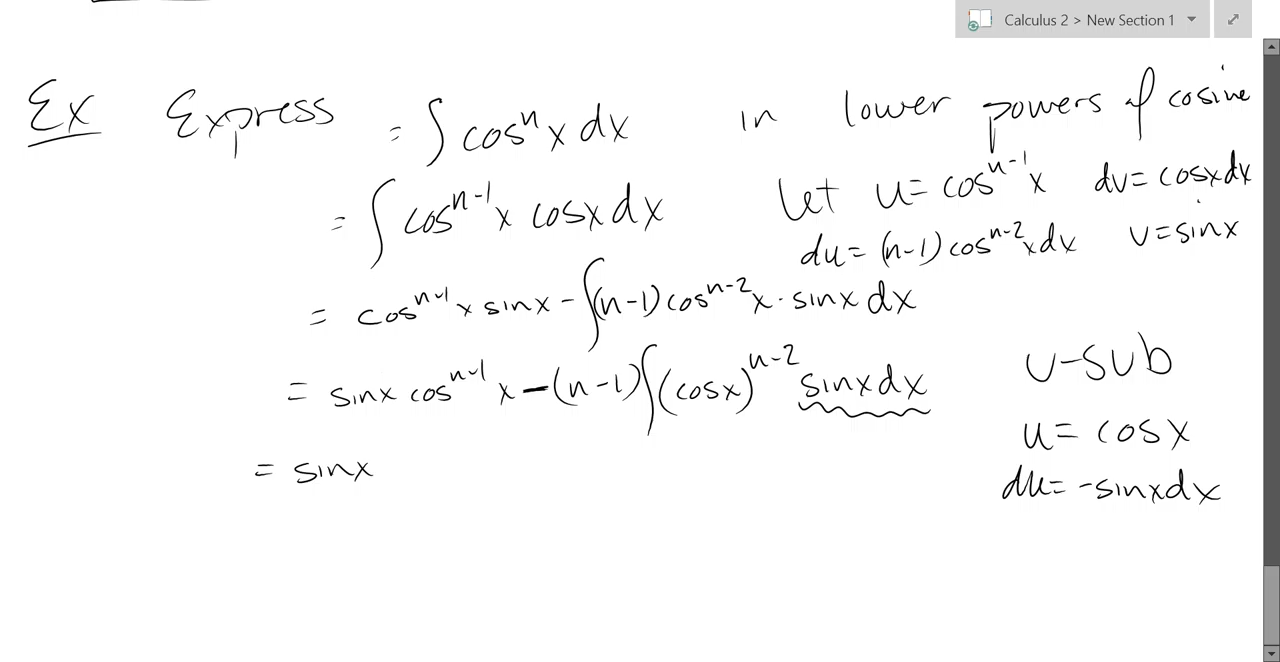 Calculus 2 > New Section 1
Ex Express = ∫ cosⁿx dx in lower powers of cosine
= ∫ cosⁿ⁻¹x cosx dx Let u = cosⁿ⁻¹x dv = cosx dx
du = (n-1) cosⁿ⁻²x dx v = sinx
= cosⁿ⁻¹x sinx - ∫(n-1) cosⁿ⁻²x · sinx dx
= sinx cosⁿ⁻¹x - (n-1) ∫(cosx)ⁿ⁻² sinx dx u-sub
u = cosx
= sinx
du = -sinx dx